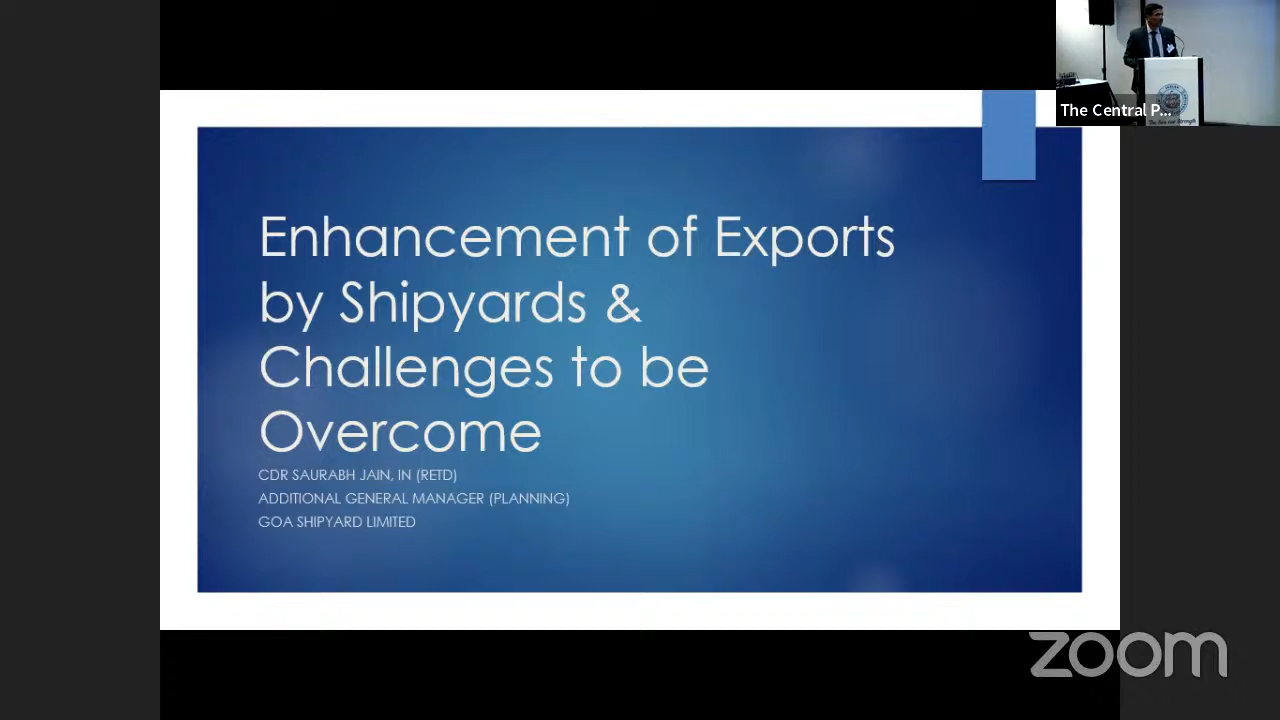 The Central P...
Enhancement of Exports
by Shipyards &
Challenges to be
Overcome
CDR SAURABH JAIN, IN (RETD)
ADDITIONAL GENERAL MANAGER (PLANNING)
GOA SHIPYARD LIMITED
zoom